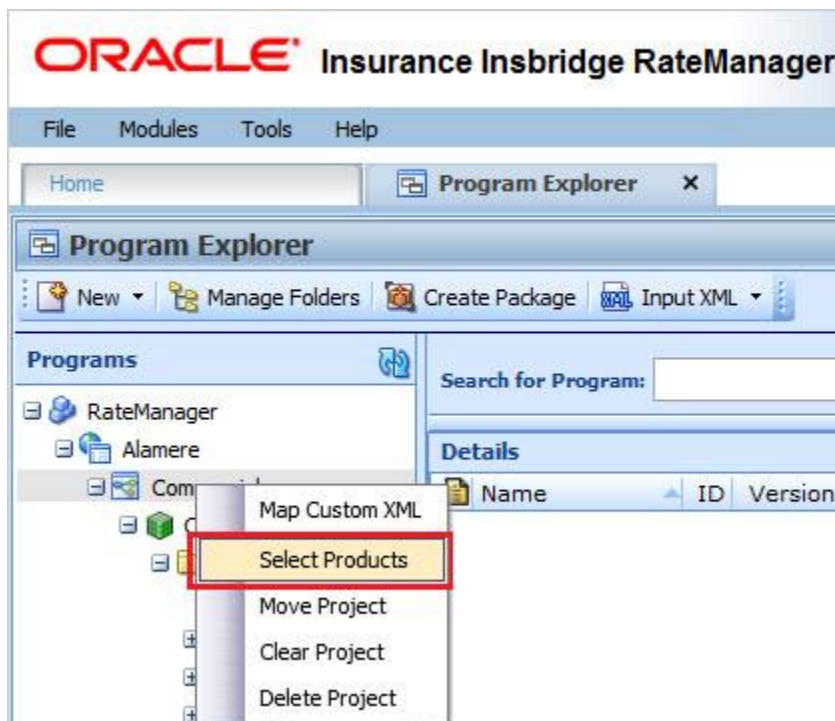 ORACLE Insurance Insbridge RateManager
File Modules Tools Help
Home Program Explorer x
Program Explorer
New Manage Folders Create Package XML Input XML
Programs
Search for Program:
RateManager
Alamere
Details
Name ID Version
Map Custom XML
Select Products
Move Project
Clear Project
Delete Project